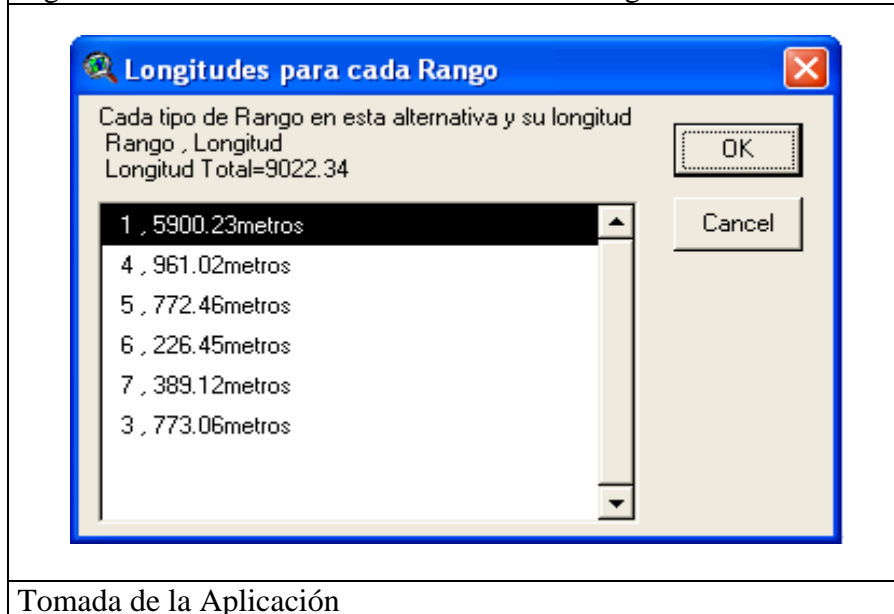 Longitudes para cada Rango
Cada tipo de Rango en esta alternativa y su longitud
Rango , Longitud
Longitud Total=9022.34
OK
Cancel
1 , 5900.23metros
4 , 961.02metros
5 , 772.46metros
6 , 226.45metros
7 , 389.12metros
3 , 773.06metros
Tomada de la Aplicación